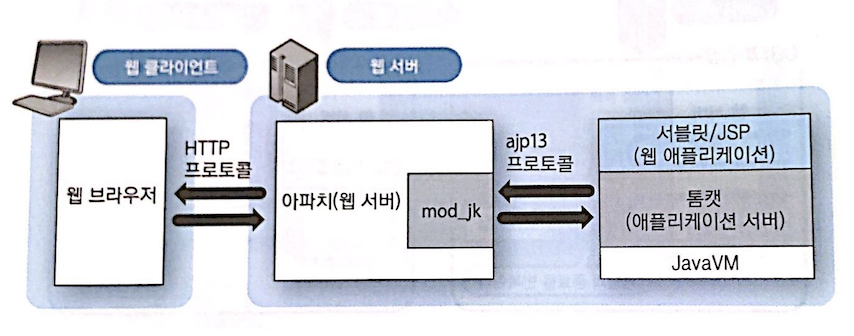 웹 클라이언트
웹 서버
웹 브라우저
HTTP
프로토콜
아파치(웹 서버)
mod_jk
ajp13
프로토콜
서블릿/JSP
(웹 애플리케이션)
톰캣
(애플리케이션 서버)
JavaVM